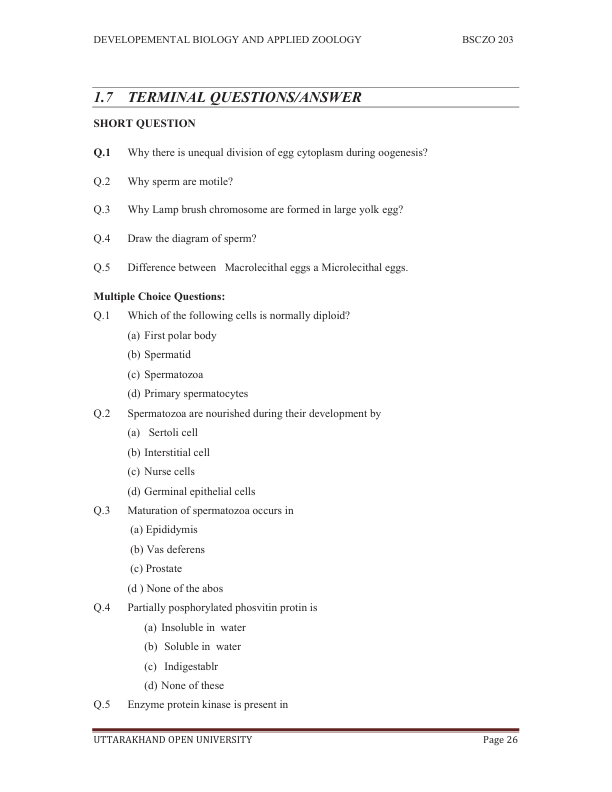 DEVELOPEMENTAL BIOLOGY AND APPLIED ZOOLOGY BSCZO 203
1.7 TERMINAL QUESTIONS/ANSWER
SHORT QUESTION
Q.1 Why there is unequal division of egg cytoplasm during oogenesis?
Q.2 Why sperm are motile?
Q.3 Why Lamp brush chromosome are formed in large yolk egg?
Q.4 Draw the diagram of sperm?
Q.5 Difference between Macrolecithal eggs a Microlecithal eggs.
Multiple Choice Questions:
Q.1 Which of the following cells is normally diploid?
(a) First polar body
(b) Spermatid
(c) Spermatozoa
(d) Primary spermatocytes
Q.2 Spermatozoa are nourished during their development by
(a) Sertoli cell
(b) Interstitial cell
(c) Nurse cells
(d) Germinal epithelial cells
Q.3 Maturation of spermatozoa occurs in
(a) Epididymis
(b) Vas deferens
(c) Prostate
(d ) None of the abos
Q.4 Partially posphorylated phosvitin protin is
(a) Insoluble in water
(b) Soluble in water
(c) Indigestablr
(d) None of these
Q.5 Enzyme protein kinase is present in
UTTARAKHAND OPEN UNIVERSITY Page 26